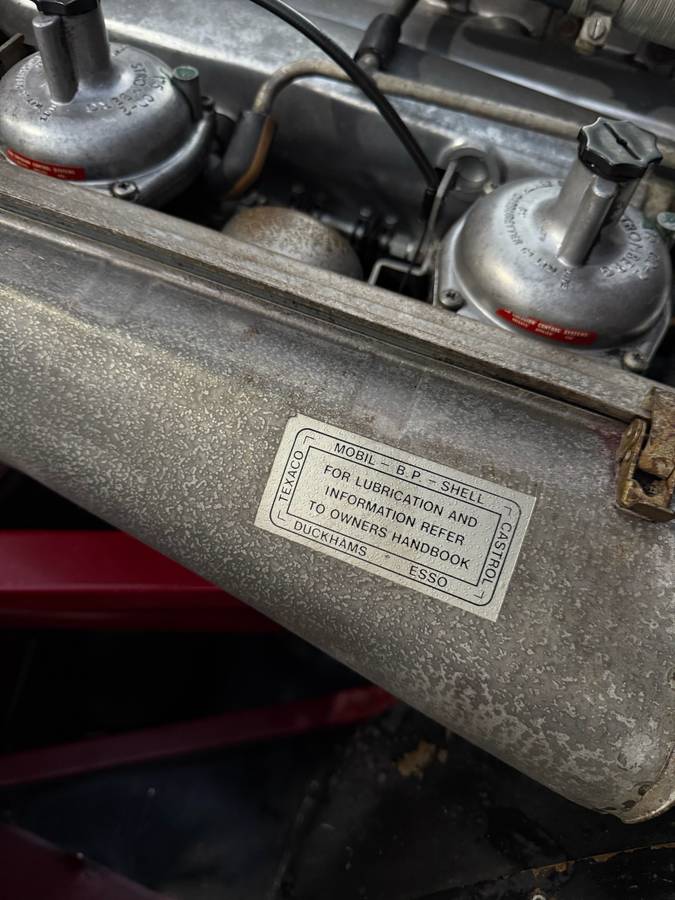 MOBIL - B.P. - SHELL
TEXACO
FOR LUBRICATION AND
INFORMATION REFER
TO OWNERS HANDBOOK
CASTROL
DUCKHAMS - ESSO